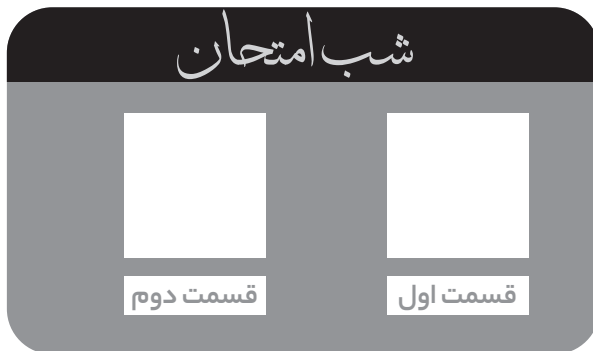 شب امتحان
قسمت اول
قسمت دوم